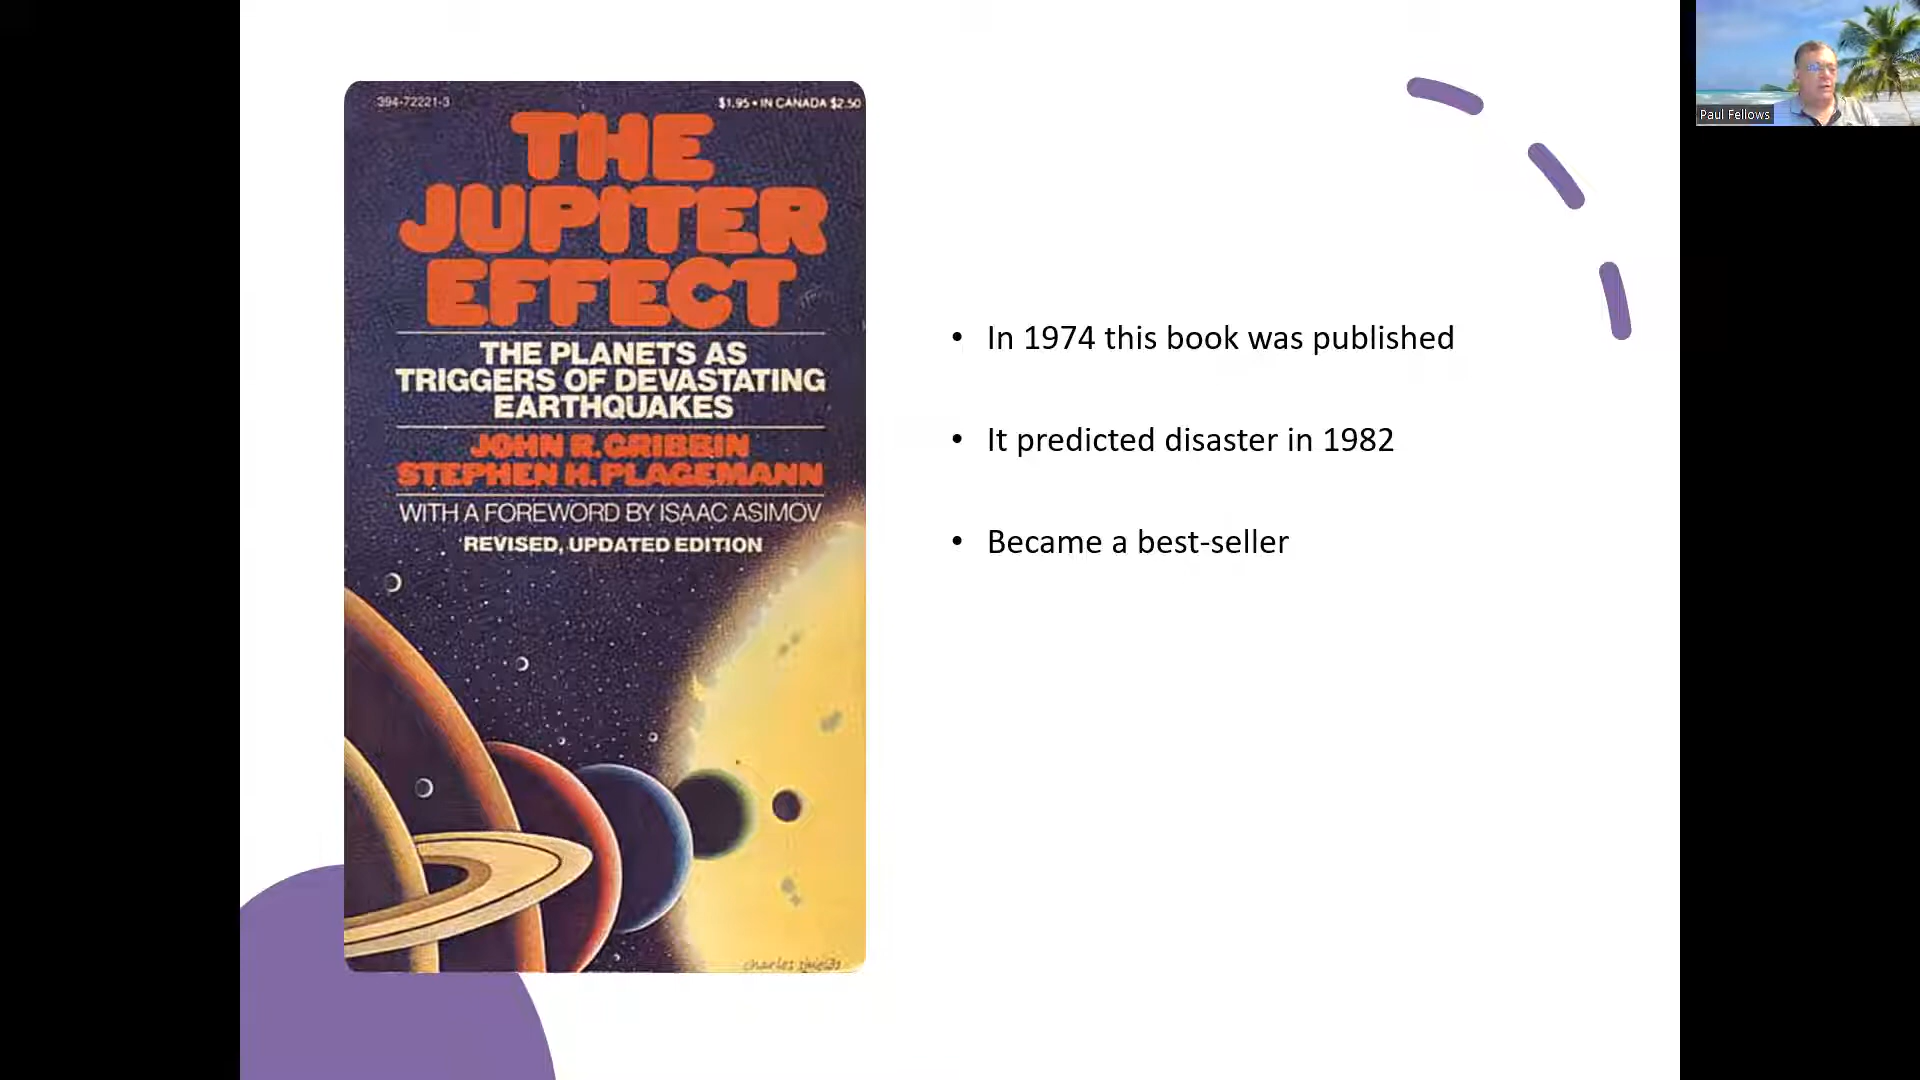 394-72221-3
$1.95 • IN CANADA $2.50
THE
JUPITER
EFFECT
THE PLANETS AS
TRIGGERS OF DEVASTATING
EARTHQUAKES
JOHN R. GRIBBIN
STEPHEN H. PLAGEMANN
WITH A FOREWORD BY ISAAC ASIMOV
REVISED, UPDATED EDITION
charles
• In 1974 this book was published
• It predicted disaster in 1982
• Became a best-seller
Paul Fellows